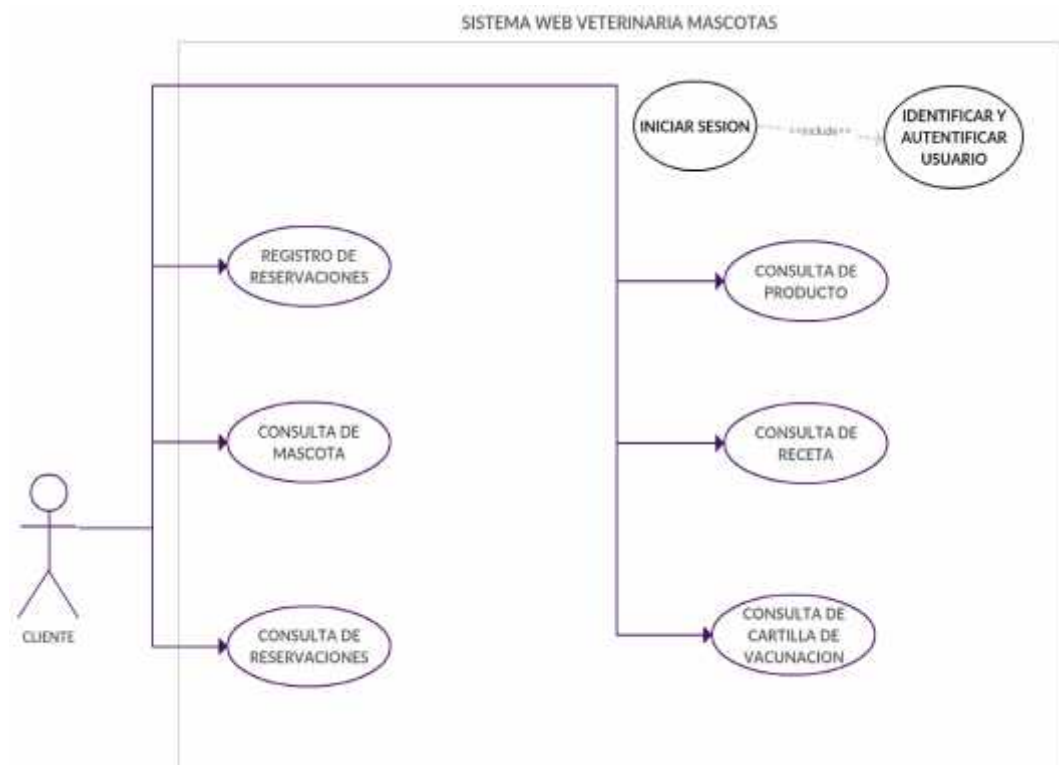 SISTEMA WEB VETERINARIA MASCOTAS
INICIAR SESION
<<include>>
IDENTIFICAR Y
AUTENTIFICAR
USUARIO
REGISTRO DE
RESERVACIONES
CONSULTA DE
PRODUCTO
CONSULTA DE
MASCOTA
CONSULTA DE
RECETA
CLIENTE
CONSULTA DE
RESERVACIONES
CONSULTA DE
CARTILLA DE
VACUNACION